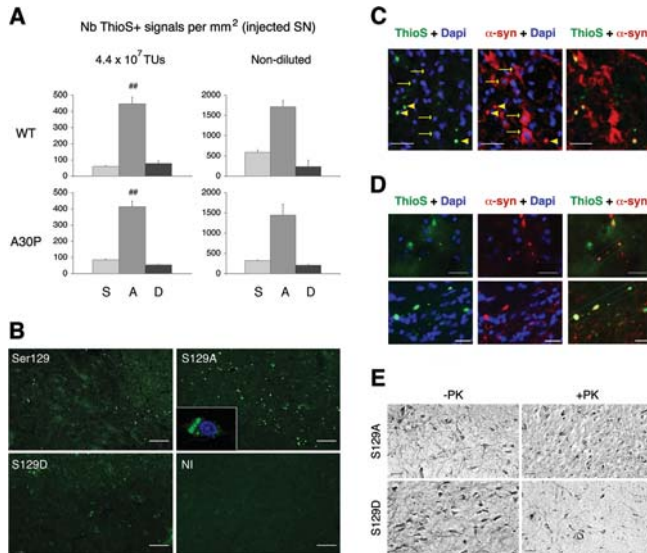 A
Nb ThioS+ signals per mm² (injected SN)
4.4 x 10⁷ TUs
Non-diluted
WT
500
400
300
200
100
0
##
2000
1500
1000
500
0
A30P
500
400
300
200
100
0
##
2000
1500
1000
500
0
S A D
S A D
B
Ser129
S129A
S129D
NI
C
ThioS + Dapi
α-syn + Dapi
ThioS + α-syn
D
ThioS + Dapi
α-syn + Dapi
ThioS + α-syn
E
-PK
+PK
S129A
S129D